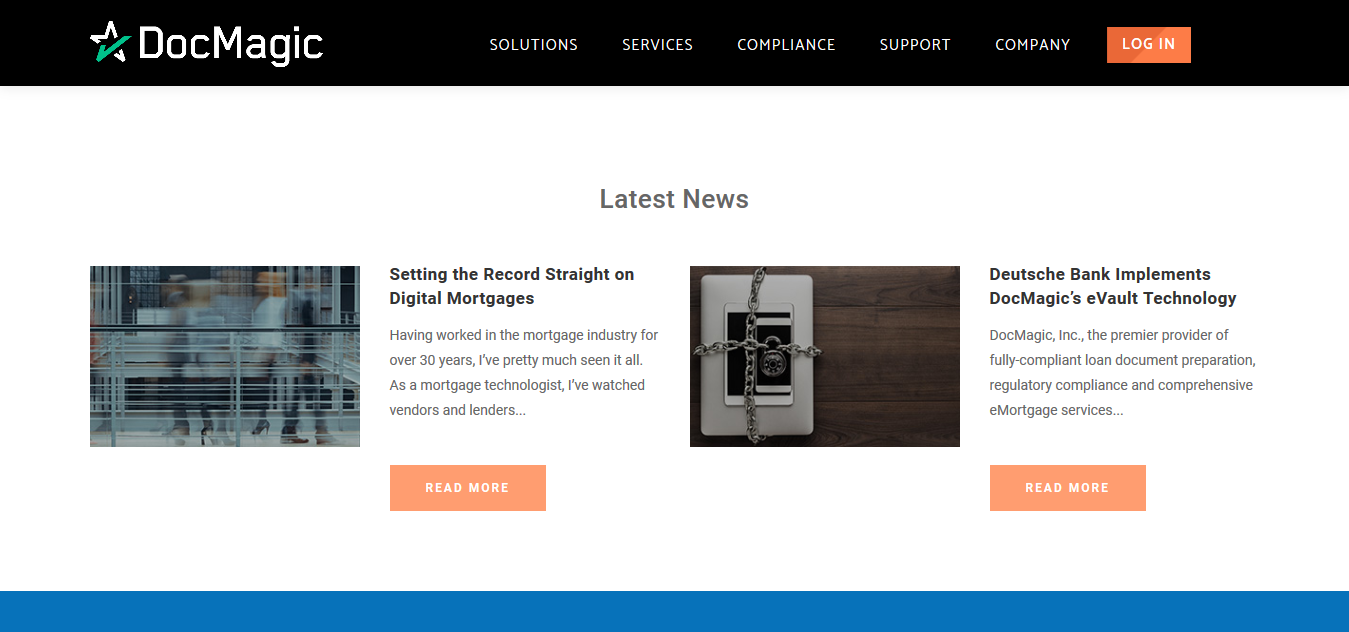 DocMagic
SOLUTIONS
SERVICES
COMPLIANCE
SUPPORT
COMPANY
LOG IN
Latest News
Setting the Record Straight on
Digital Mortgages
Having worked in the mortgage industry for
over 30 years, I’ve pretty much seen it all.
As a mortgage technologist, I’ve watched
vendors and lenders...
READ MORE
Deutsche Bank Implements
DocMagic’s eVault Technology
DocMagic, Inc., the premier provider of
fully-compliant loan document preparation,
regulatory compliance and comprehensive
eMortgage services...
READ MORE